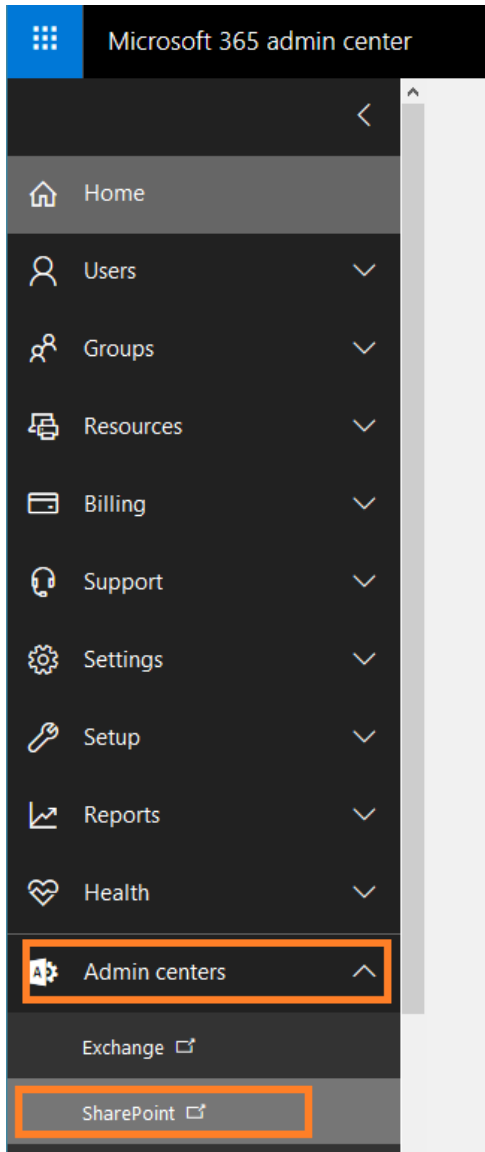 Microsoft 365 admin center
Home
Users
Groups
Resources
Billing
Support
Settings
Setup
Reports
Health
A
Admin centers
Exchange
SharePoint